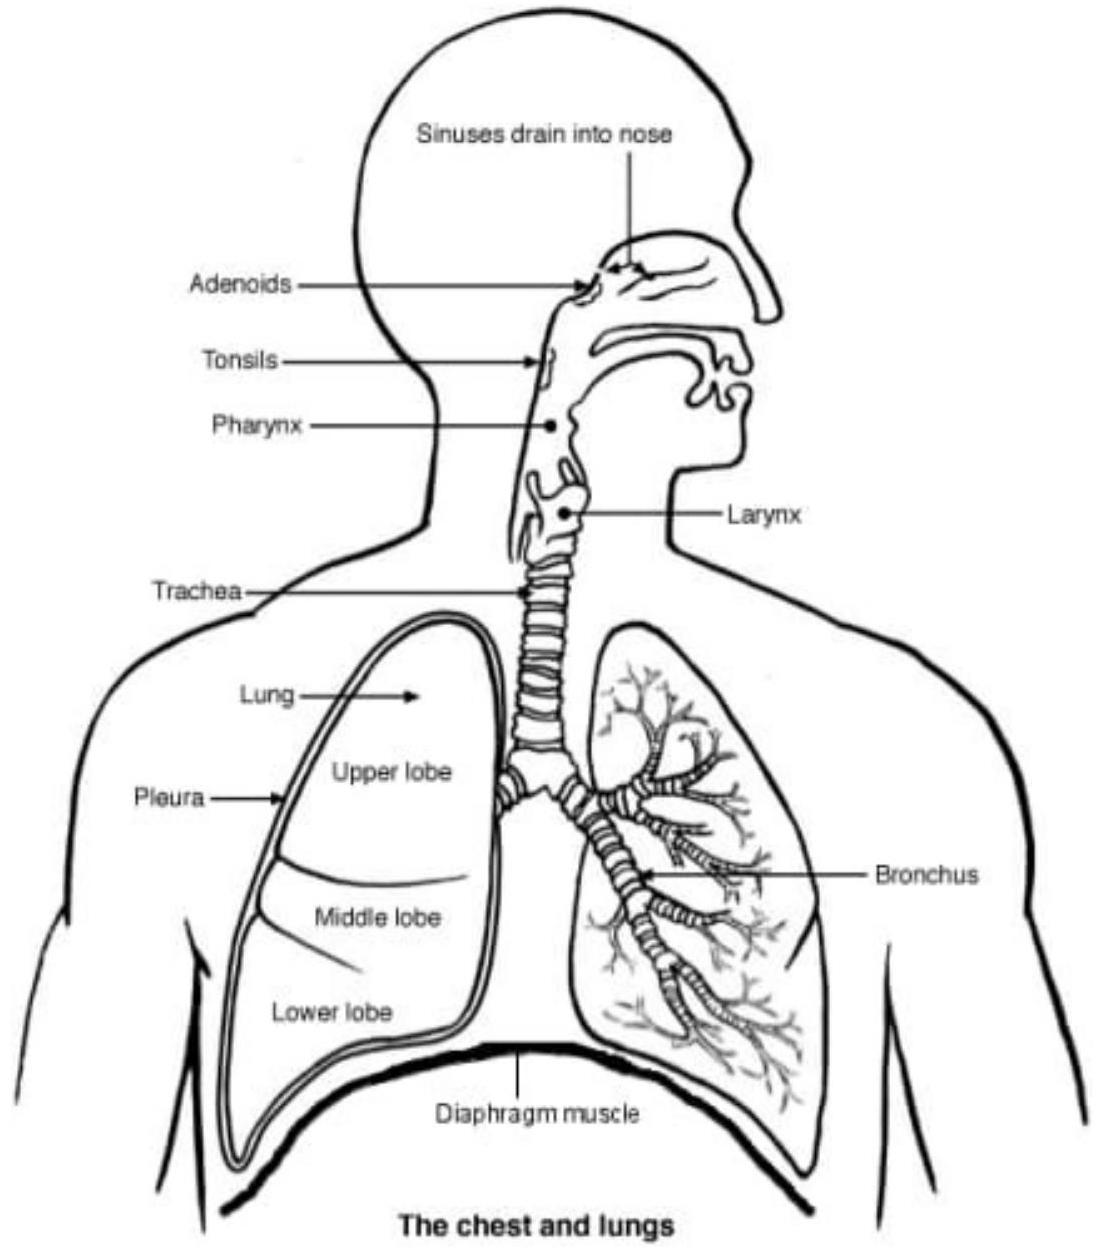 Sinuses drain into nose
Adenoids
Tonsils
Pharynx
Larynx
Trachea
Lung
Upper lobe
Pleura
Bronchus
Middle lobe
Lower lobe
Diaphragm muscle
The chest and lungs